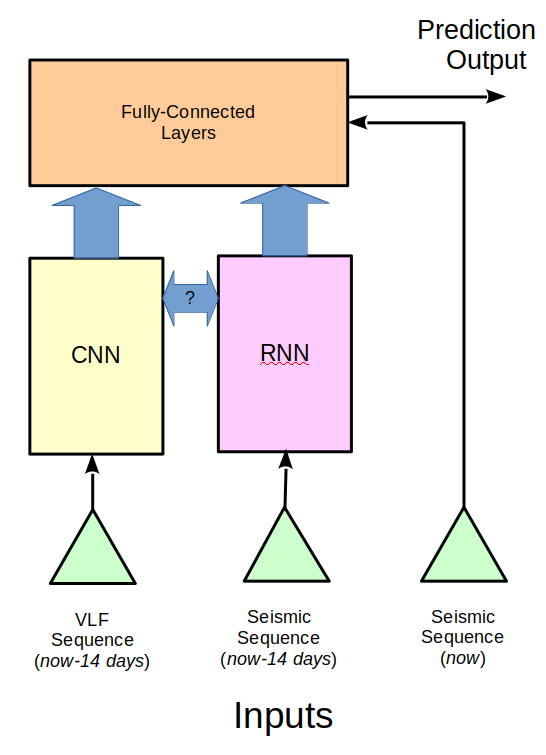 Prediction
Output
Fully-Connected
Layers
CNN
?
RNN
VLF
Sequence
(now-14 days)
Seismic
Sequence
(now-14 days)
Seismic
Sequence
(now)
Inputs